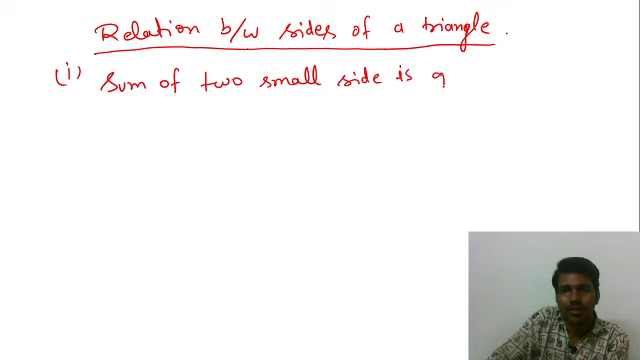 Relation b/w sides of a triangle.
(i) Sum of two small side is g